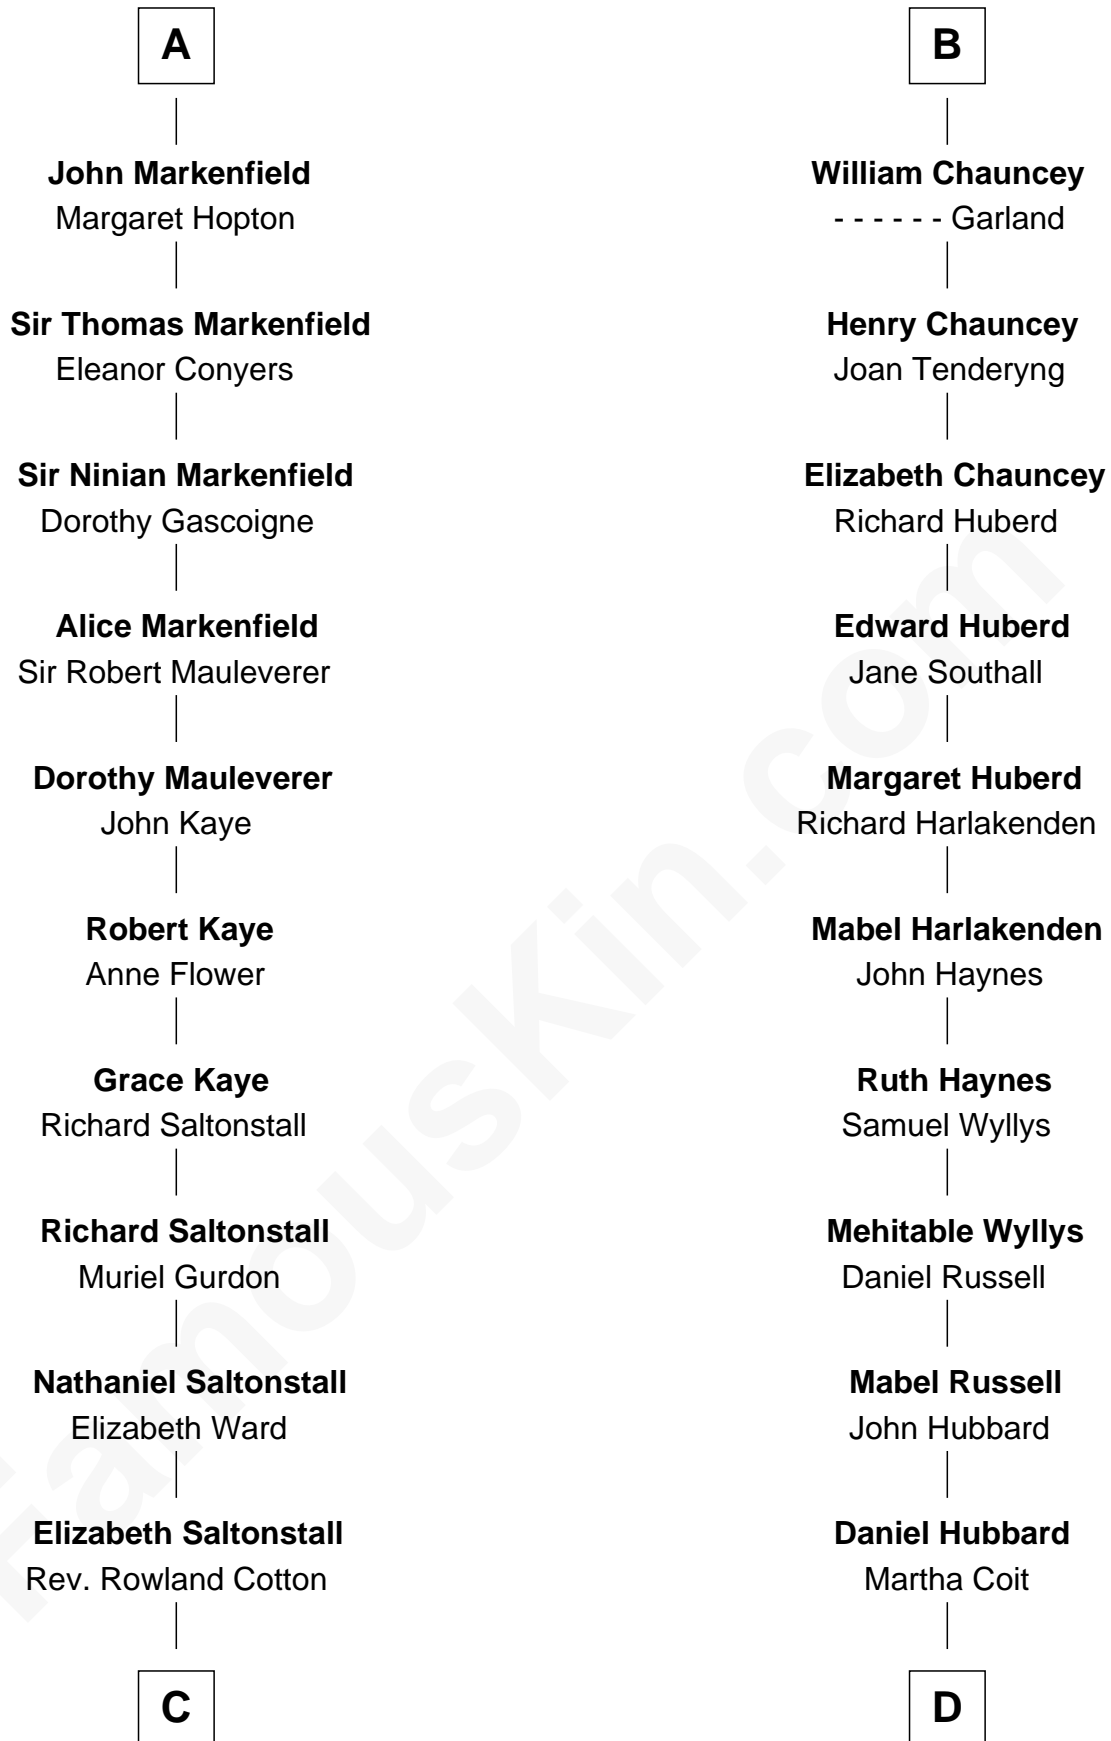 A
John Markenfield
Margaret Hopton
Sir Thomas Markenfield
Eleanor Conyers
Sir Ninian Markenfield
Dorothy Gascoigne
Alice Markenfield
Sir Robert Mauleverer
Dorothy Mauleverer
John Kaye
Robert Kaye
Anne Flower
Grace Kaye
Richard Saltonstall
Richard Saltonstall
Muriel Gurdon
Nathaniel Saltonstall
Elizabeth Ward
Elizabeth Saltonstall
Rev. Rowland Cotton
C
B
William Chauncey
- - - - - - Garland
Henry Chauncey
Joan Tenderyng
Elizabeth Chauncey
Richard Huberd
Edward Huberd
Jane Southall
Margaret Huberd
Richard Harlakenden
Mabel Harlakenden
John Haynes
Ruth Haynes
Samuel Wyllys
Mehitable Wyllys
Daniel Russell
Mabel Russell
John Hubbard
Daniel Hubbard
Martha Coit
D
FamousKin.com